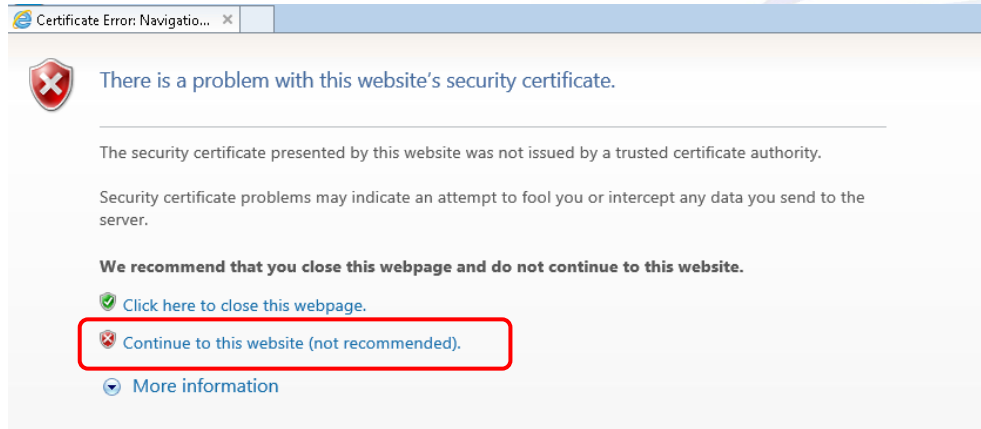 Certificate Error: Navigatio...
There is a problem with this website's security certificate.
The security certificate presented by this website was not issued by a trusted certificate authority.
Security certificate problems may indicate an attempt to fool you or intercept any data you send to the
server.
We recommend that you close this webpage and do not continue to this website.
Click here to close this webpage.
Continue to this website (not recommended).
More information